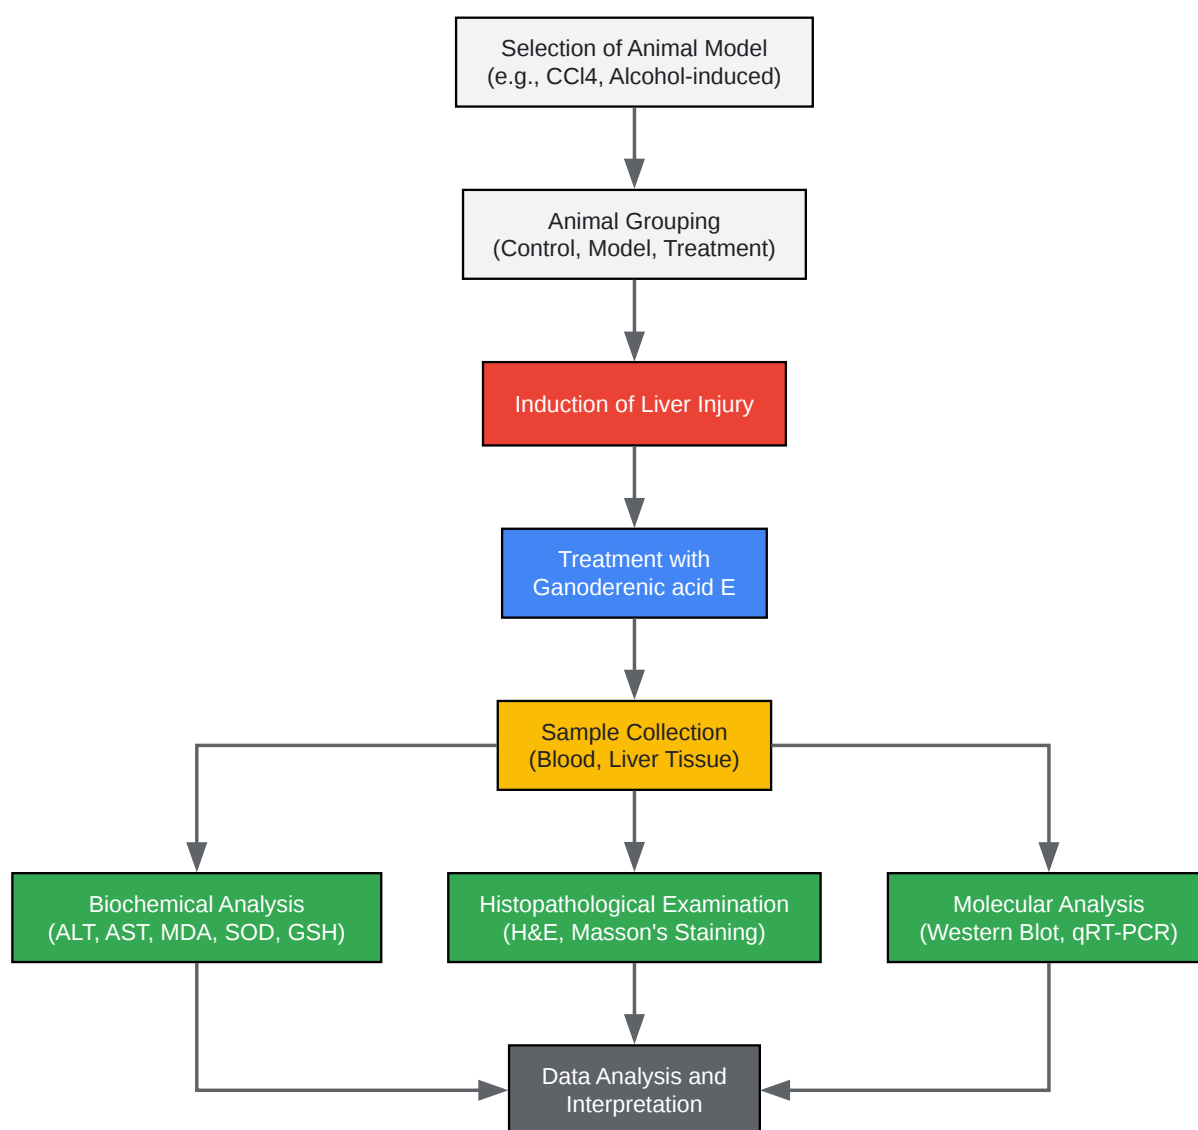 Selection of Animal Model
(e.g., CCl4, Alcohol-induced)
Animal Grouping
(Control, Model, Treatment)
Induction of Liver Injury
Treatment with
Ganoderenic acid E
Sample Collection
(Blood, Liver Tissue)
Biochemical Analysis
(ALT, AST, MDA, SOD, GSH)
Histopathological Examination
(H&E, Masson's Staining)
Molecular Analysis
(Western Blot, qRT-PCR)
Data Analysis and
Interpretation